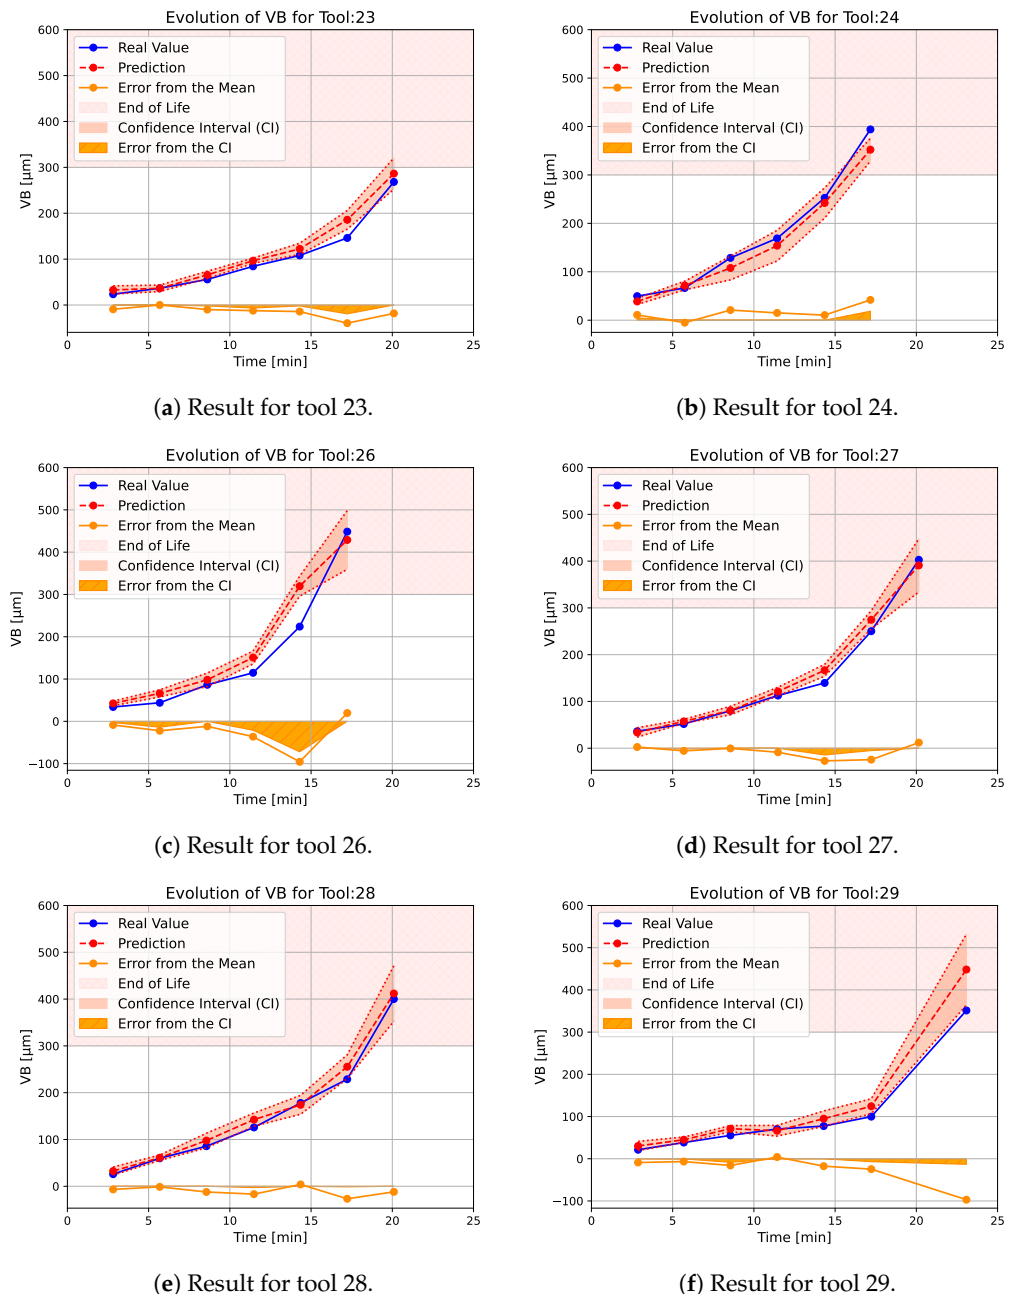 Evolution of VB for Tool:23
600
500
400
300
200
100
0
VB [μm]
Real Value
Prediction
Error from the Mean
End of Life
Confidence Interval (CI)
Error from the CI
0 5 10 15 20 25
Time [min]
(a) Result for tool 23.
Evolution of VB for Tool:24
600
500
400
300
200
100
0
VB [μm]
Real Value
Prediction
Error from the Mean
End of Life
Confidence Interval (CI)
Error from the CI
0 5 10 15 20 25
Time [min]
(b) Result for tool 24.
Evolution of VB for Tool:26
600
500
400
300
200
100
0
−100
VB [μm]
Real Value
Prediction
Error from the Mean
End of Life
Confidence Interval (CI)
Error from the CI
0 5 10 15 20 25
Time [min]
(c) Result for tool 26.
Evolution of VB for Tool:27
600
500
400
300
200
100
0
VB [μm]
Real Value
Prediction
Error from the Mean
End of Life
Confidence Interval (CI)
Error from the CI
0 5 10 15 20 25
Time [min]
(d) Result for tool 27.
Evolution of VB for Tool:28
600
500
400
300
200
100
0
VB [μm]
Real Value
Prediction
Error from the Mean
End of Life
Confidence Interval (CI)
Error from the CI
0 5 10 15 20 25
Time [min]
(e) Result for tool 28.
Evolution of VB for Tool:29
600
500
400
300
200
100
0
−100
VB [μm]
Real Value
Prediction
Error from the Mean
End of Life
Confidence Interval (CI)
Error from the CI
0 5 10 15 20 25
Time [min]
(f) Result for tool 29.